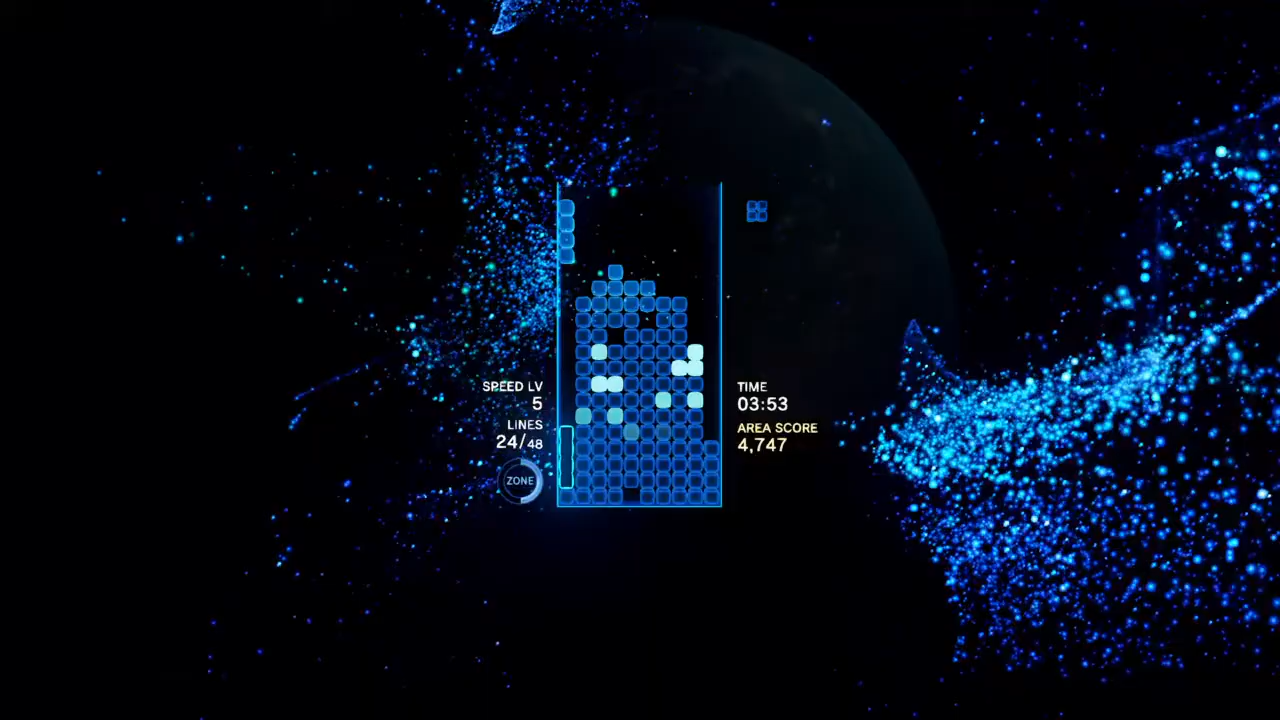 SPEED LV
5
LINES
24/48
ZONE
TIME
03:53
AREA SCORE
4,747